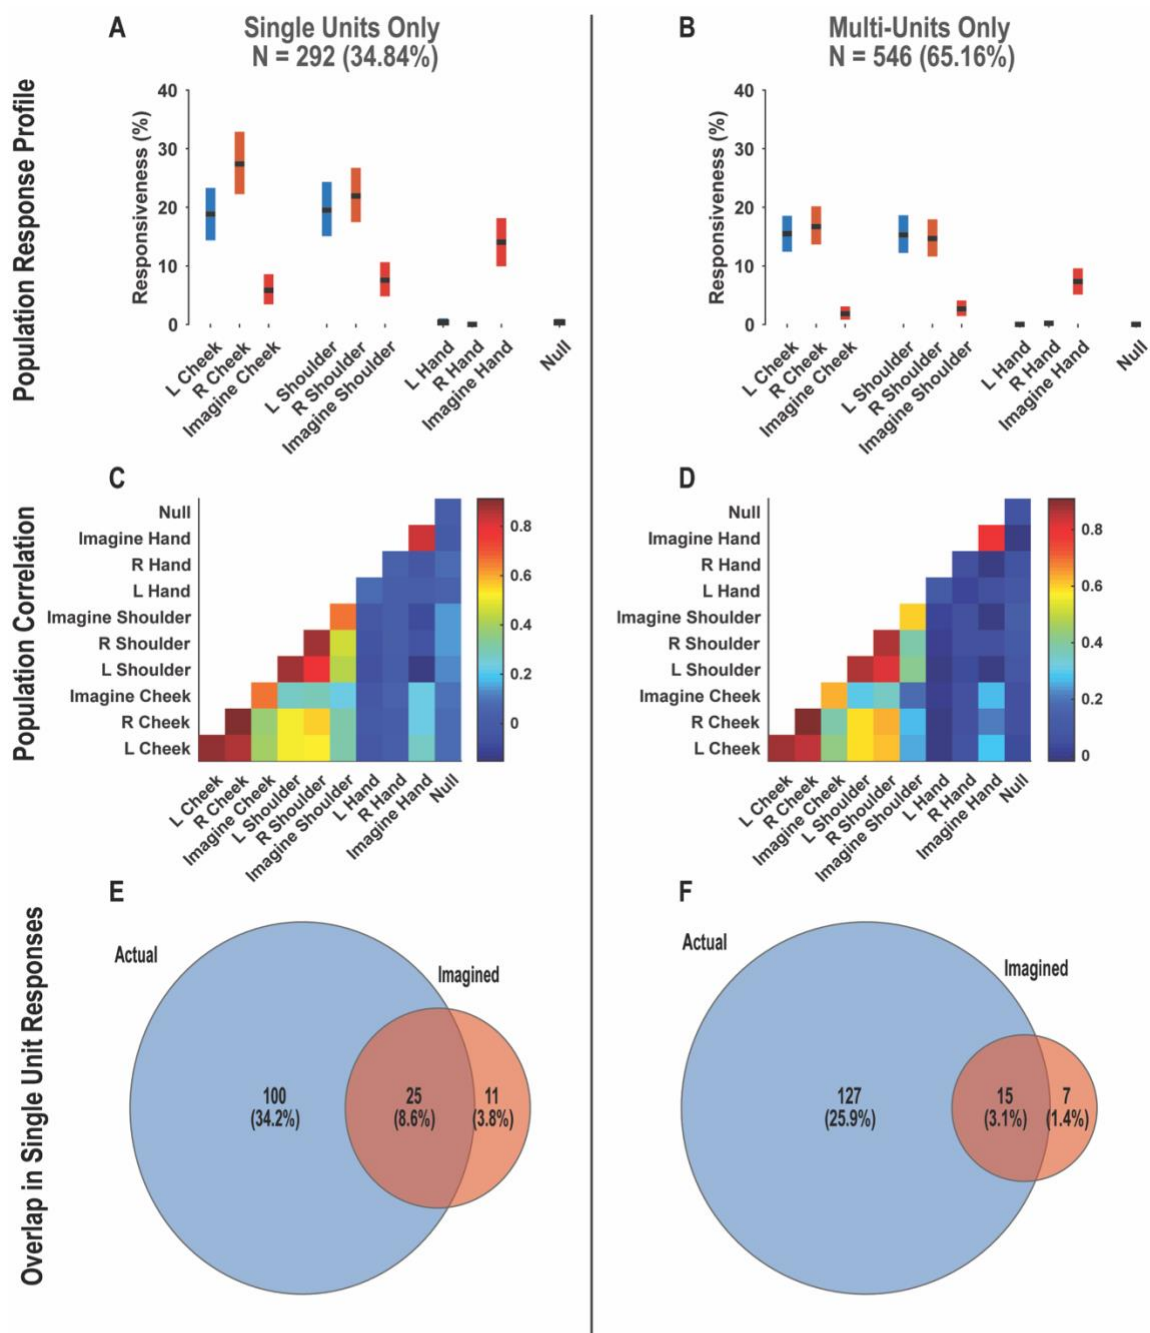 A
Single Units Only
N = 292 (34.84%)
B
Multi-Units Only
N = 546 (65.16%)
Population Response Profile
Responsiveness (%)
40
30
20
10
0
L Cheek
R Cheek
Imagine Cheek
L Shoulder
R Shoulder
Imagine Shoulder
L Hand
R Hand
Imagine Hand
Null
Responsiveness (%)
40
30
20
10
0
L Cheek
R Cheek
Imagine Cheek
L Shoulder
R Shoulder
Imagine Shoulder
L Hand
R Hand
Imagine Hand
Null
Population Correlation
C
Null
Imagine Hand
R Hand
L Hand
Imagine Shoulder
R Shoulder
L Shoulder
Imagine Cheek
R Cheek
L Cheek
L Cheek
R Cheek
Imagine Cheek
L Shoulder
R Shoulder
Imagine Shoulder
L Hand
R Hand
Imagine Hand
Null
0.8
0.6
0.4
0.2
0
D
Null
Imagine Hand
R Hand
L Hand
Imagine Shoulder
R Shoulder
L Shoulder
Imagine Cheek
R Cheek
L Cheek
L Cheek
R Cheek
Imagine Cheek
L Shoulder
R Shoulder
Imagine Shoulder
L Hand
R Hand
Imagine Hand
Null
0.8
0.6
0.4
0.2
0
Overlap in Single Unit Responses
E
Actual
Imagined
100
(34.2%)
25
(8.6%)
11
(3.8%)
F
Actual
Imagined
127
(25.9%)
15
(3.1%)
7
(1.4%)